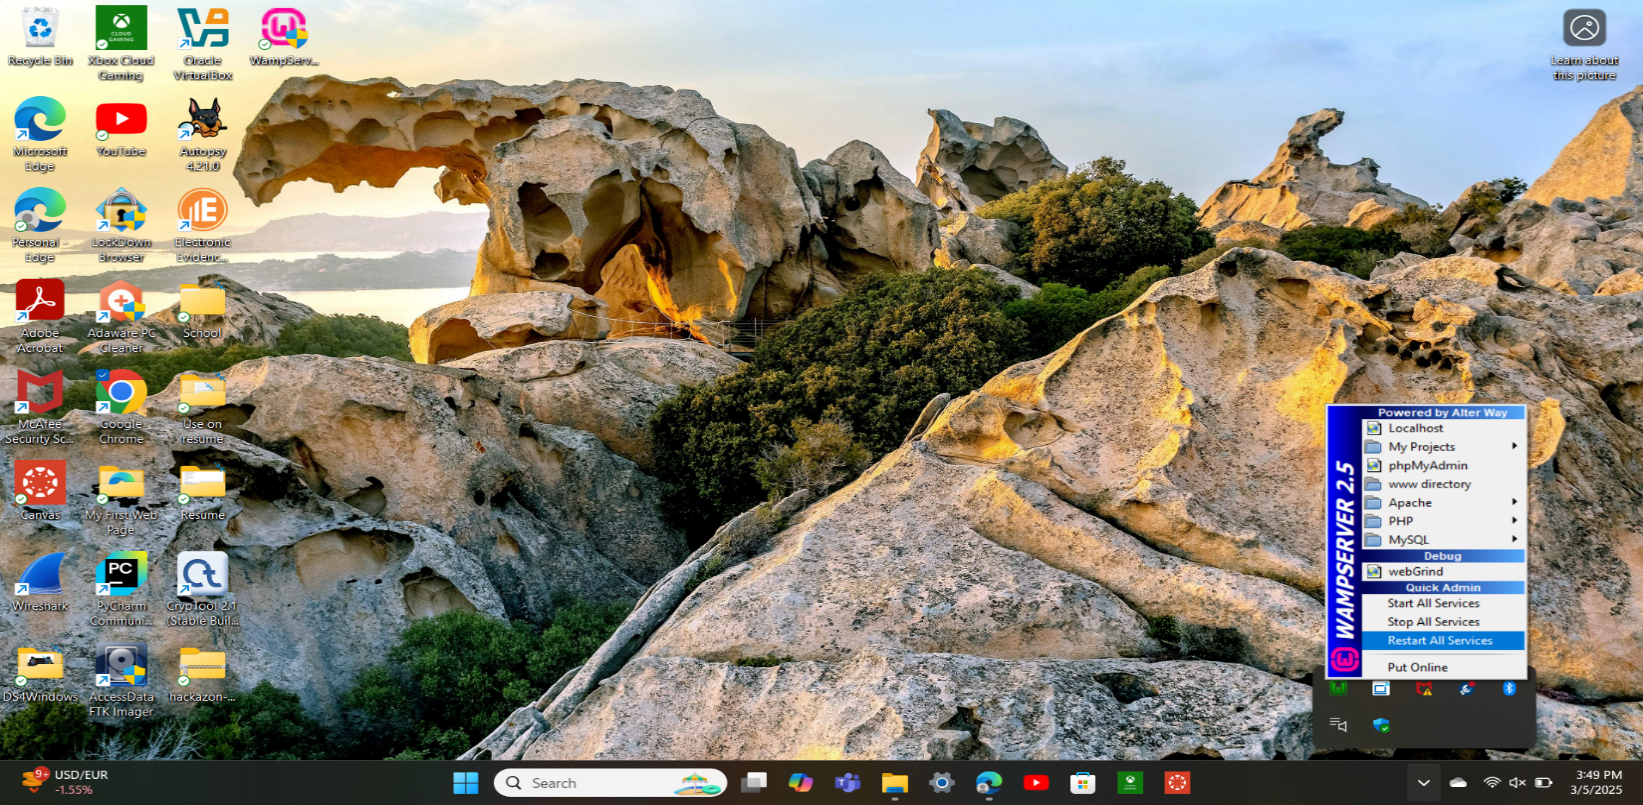 Recycle Bin
Xbox Cloud
Gaming
Oracle
VirtualBox
WampServ...
Learn about
this picture
CLOUD
GAMING
Microsoft
Edge
YouTube
Autopsy
4.21.0
Personal -
Edge
LockDown
Browser
Electronic
Evidenc...
Adobe
Acrobat
Adaware PC
Cleaner
School
McAfee
Security Sc...
Google
Chrome
Use on
resume
Canvas
My First Web
Page
Resume
Wireshark
PC
PyCharm
Communi...
CrypTool 2.1
(Stable Buil...
DS4Windows
AccessData
FTK Imager
hackazon-...
WAMPSERVER 2.5
Powered by Alter Way
Localhost
My Projects
phpMyAdmin
www directory
Apache
PHP
MySQL
Debug
webGrind
Quick Admin
Start All Services
Stop All Services
Restart All Services
Put Online
9+
USD/EUR
-1.55%
Search
3:49 PM
3/5/2025